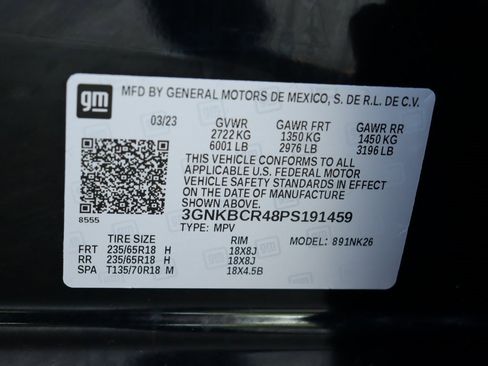 gm
MFD BY GENERAL MOTORS DE MEXICO, S. DE R.L. DE C.V.
03/23 GVWR GAWR FRT GAWR RR
2722 KG 1350 KG 1450 KG
6001 LB 2976 LB 3196 LB
THIS VEHICLE CONFORMS TO ALL
APPLICABLE U.S. FEDERAL MOTOR
VEHICLE SAFETY STANDARDS IN EFFECT
ON THE DATE OF MANUFACTURE
SHOWN ABOVE.
3GNKBCR48PS191459
8555 TYPE: MPV MODEL: 891NK26
TIRE SIZE RIM
FRT 235/65R18 H 18X8J
RR 235/65R18 H 18X8J
SPA T135/70R18 M 18X4.5B